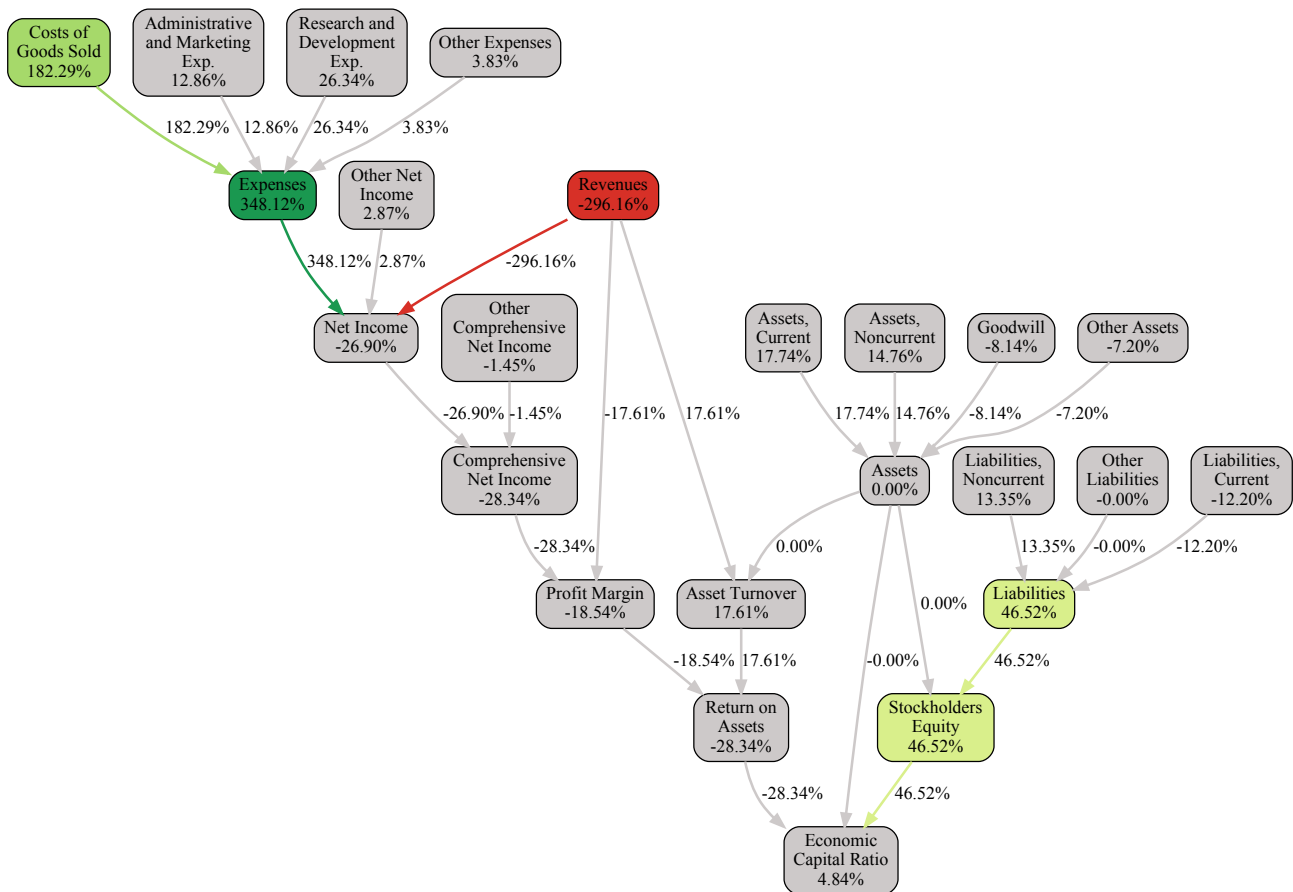 Costs of
Goods Sold
182.29%
Administrative
and Marketing
Exp.
12.86%
Research and
Development
Exp.
26.34%
Other Expenses
3.83%
182.29%
12.86%
26.34%
3.83%
Expenses
348.12%
Other Net
Income
2.87%
Revenues
-296.16%
348.12%
2.87%
-296.16%
Net Income
-26.90%
Other
Comprehensive
Net Income
-1.45%
Assets,
Current
17.74%
Assets,
Noncurrent
14.76%
Goodwill
-8.14%
Other Assets
-7.20%
-26.90%
-1.45%
-17.61%
17.61%
17.74%
14.76%
-8.14%
-7.20%
Comprehensive
Net Income
-28.34%
Assets
0.00%
Liabilities,
Noncurrent
13.35%
Other
Liabilities
-0.00%
Liabilities,
Current
-12.20%
-28.34%
0.00%
13.35%
-0.00%
-12.20%
Profit Margin
-18.54%
Asset Turnover
17.61%
0.00%
Liabilities
46.52%
-18.54%
17.61%
-0.00%
46.52%
Return on
Assets
-28.34%
Stockholders
Equity
46.52%
-28.34%
46.52%
Economic
Capital Ratio
4.84%